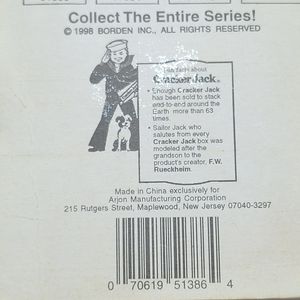 Collect The Entire Series!
© 1998 BORDEN INC., ALL RIGHTS RESERVED
facts about
Cracker Jack®
• Enough Cracker Jack
has been sold to stack
end-to-end around the
Earth more than 63
times.
• Sailor Jack who
salutes from every
Cracker Jack box was
modeled after the
grandson to the
product's creator, F.W.
Rueckheim.
Made in China exclusively for
Arjon Manufacturing Corporation
215 Rutgers Street, Maplewood, New Jersey 07040-3297
0 70619 51386 4